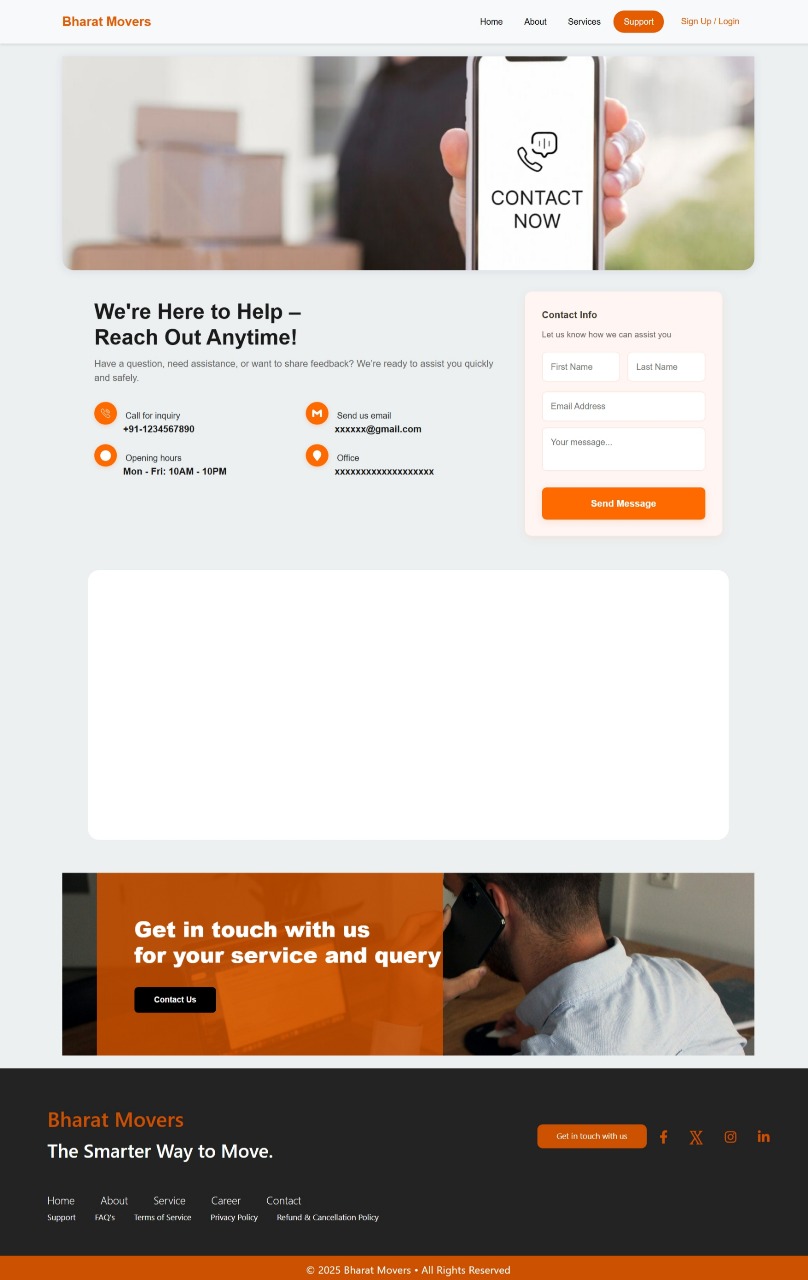 Bharat Movers
Home About Services Support Sign Up / Login
CONTACT
NOW
We're Here to Help –
Reach Out Anytime!
Have a question, need assistance, or want to share feedback? We're ready to assist you quickly
and safely.
Call for inquiry
+91-1234567890
Send us email
xxxxxx@gmail.com
Opening hours
Mon - Fri: 10AM - 10PM
Office
xxxxxxxxxxxxxxxxxx
Contact Info
Let us know how we can assist you
First Name Last Name
Email Address
Your message...
Send Message
Get in touch with us
for your service and query
Contact Us
Bharat Movers
The Smarter Way to Move.
Get in touch with us
Home About Service Career Contact
Support FAQ's Terms of Service Privacy Policy Refund & Cancellation Policy
© 2025 Bharat Movers • All Rights Reserved